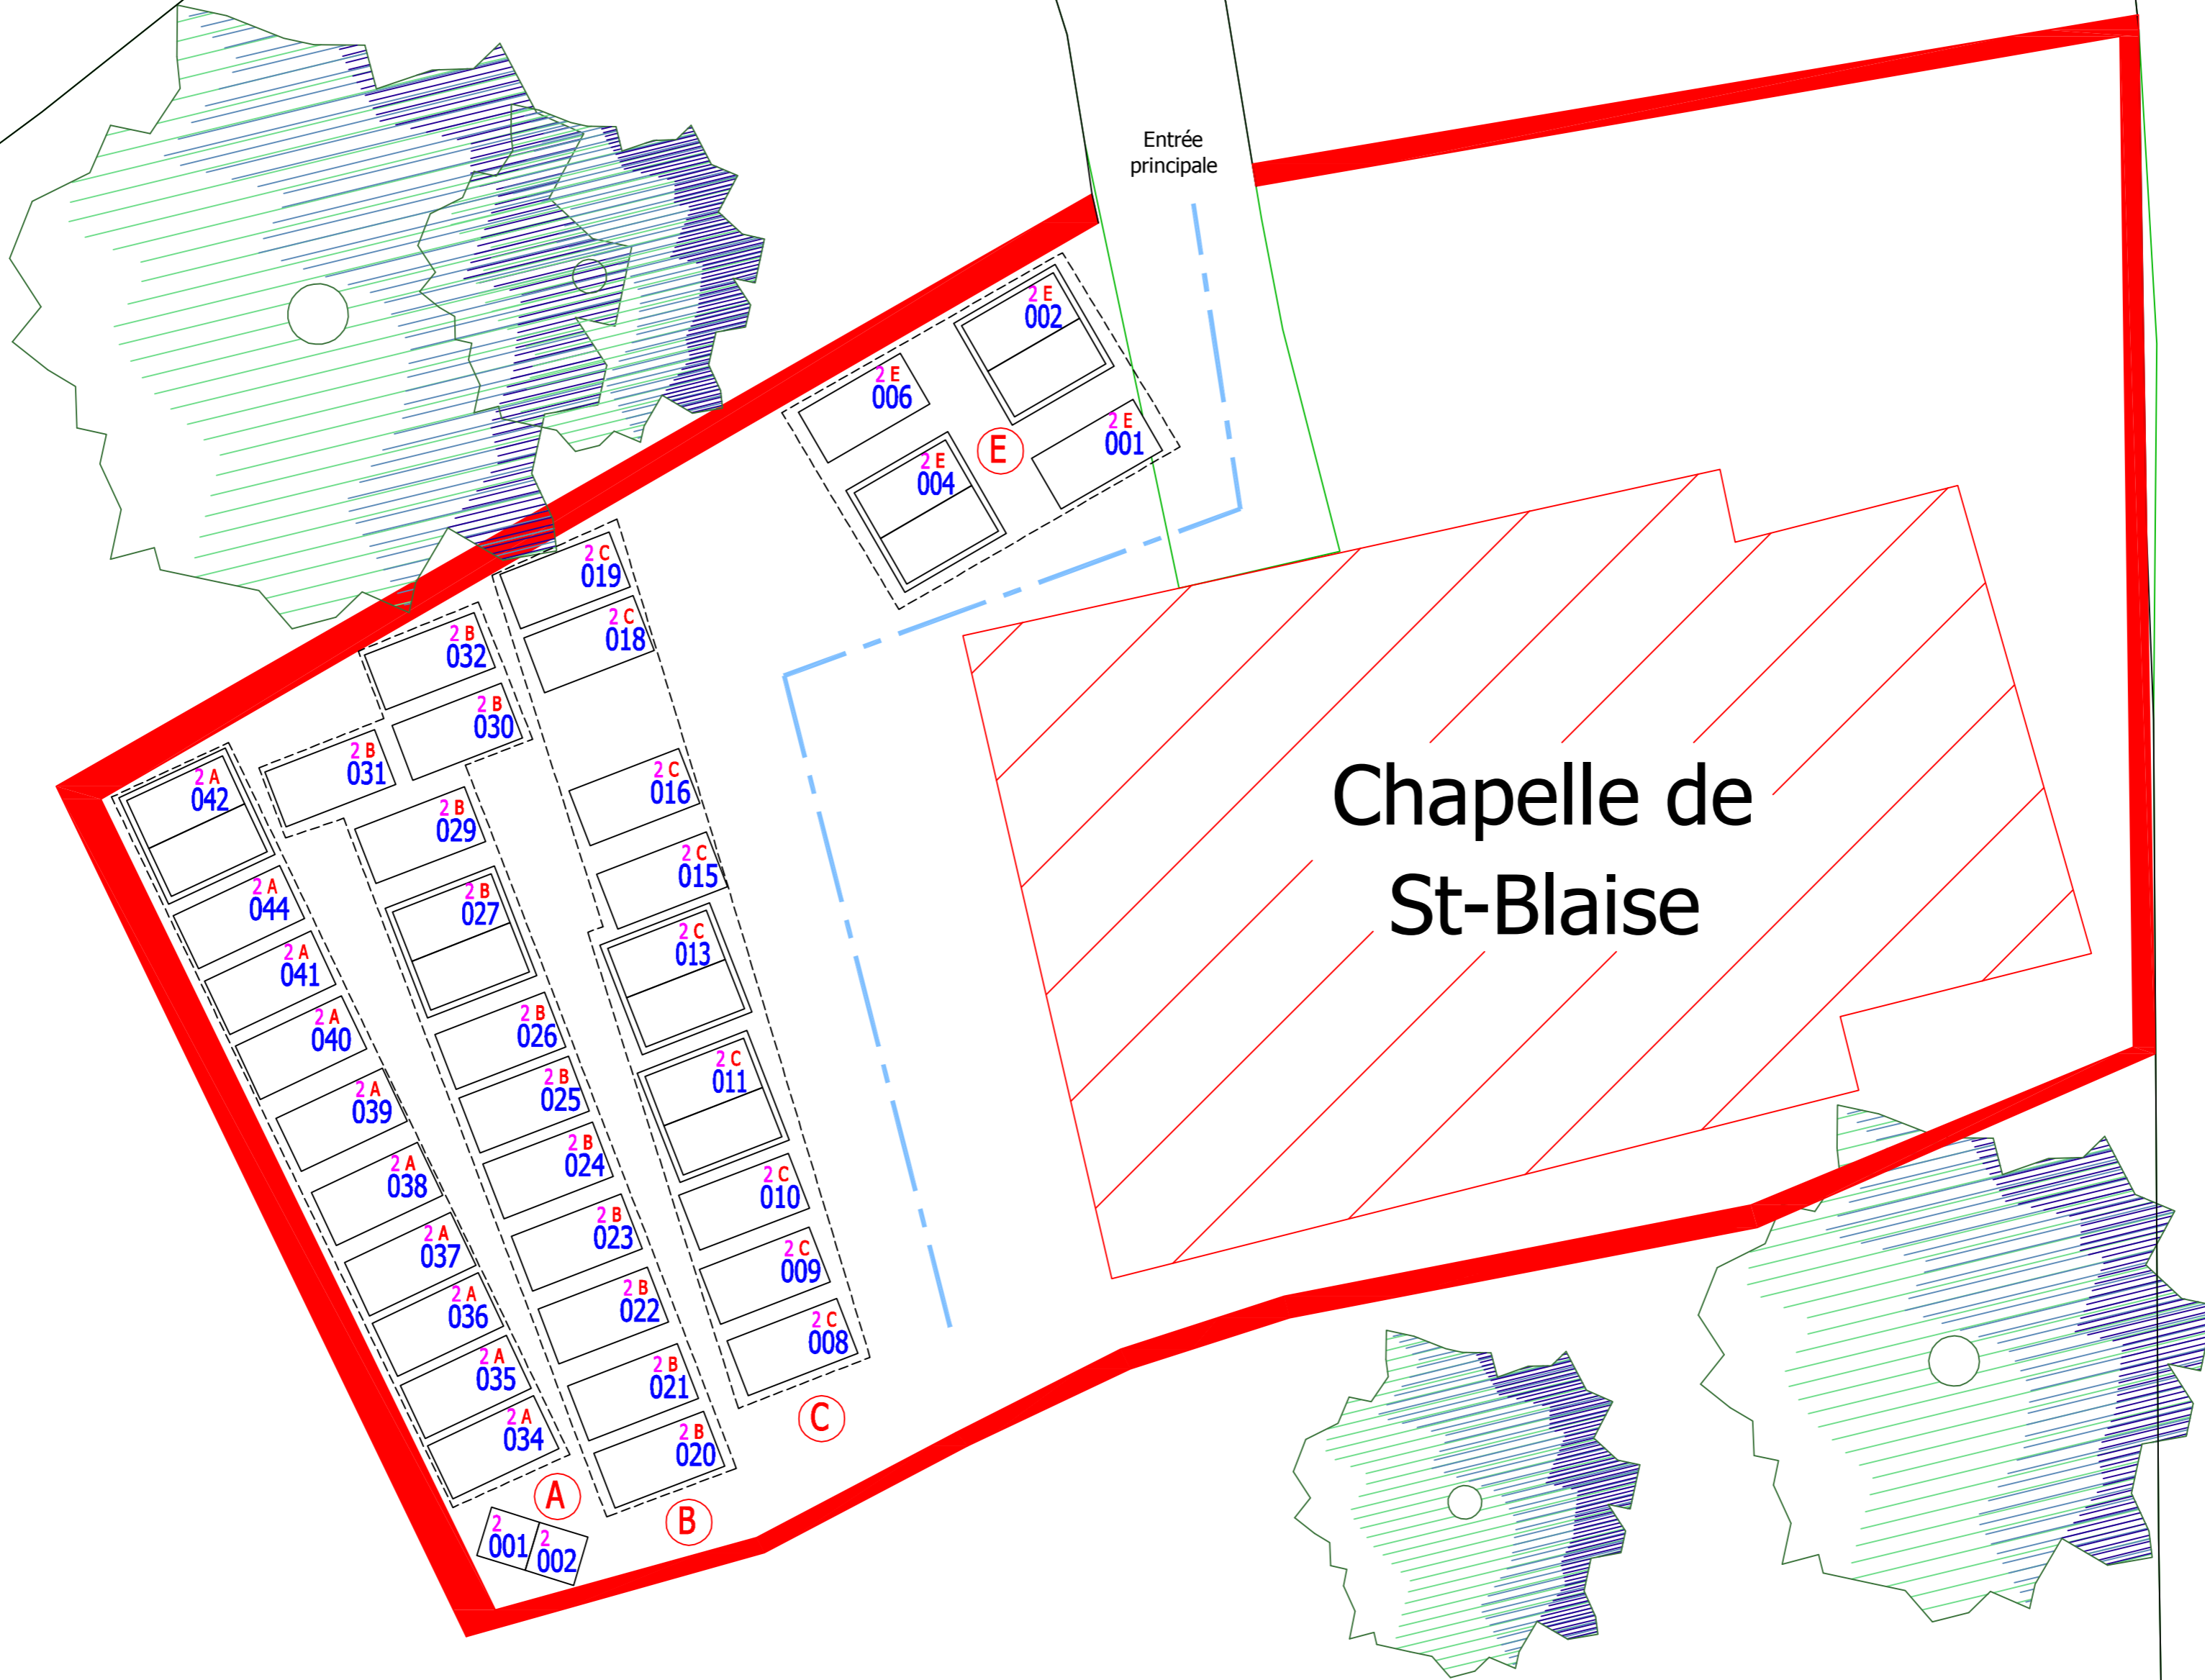 Entrée
principale
2 E
002
2 E
006
2 E
001
E
2 E
004
2 C
019
2 C
018
2 B
032
2 B
030
2 B
031
2 C
016
2 A
042
2 B
029
2 C
015
2 A
044
2 B
027
2 C
013
2 A
041
2 B
026
2 C
011
2 A
040
2 B
025
2 A
039
2 B
024
2 C
010
2 A
038
2 B
023
2 C
009
2 A
037
2 B
022
2 C
008
2 A
036
2 B
021
2 A
035
2 B
020
2 A
034
C
A
B
2
001
2
002
Chapelle de
St-Blaise